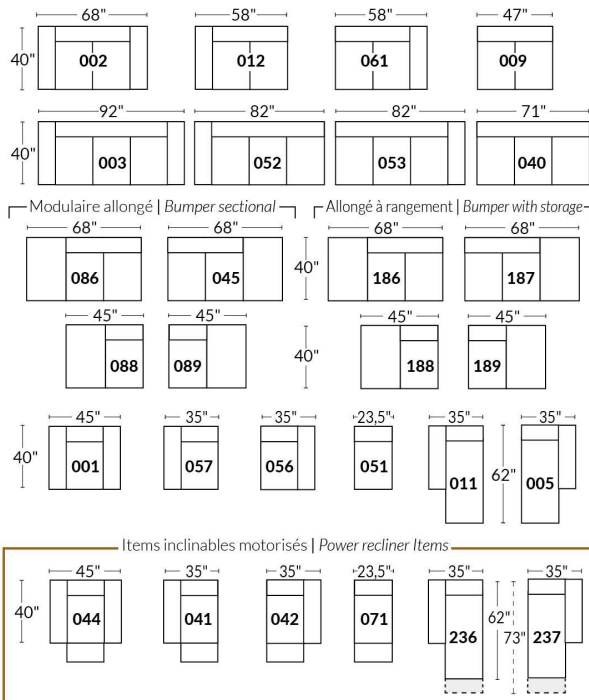 68" 58" 58" 47"
40" 002 012 061 009
92" 82" 82" 71"
40" 003 052 053 040
Modulaire allongé | Bumper sectional Allongé à rangement | Bumper with storage
68" 68" 68" 68"
086 045 40" 186 187
45" 45" 45" 45"
088 089 40" 188 189
45" 35" 35" 23,5" 35" 35"
40" 001 057 056 051 011 62" 005
Items inclinables motorisés | Power recliner Items
45" 35" 35" 23,5" 35" 35"
40" 044 041 042 071 236 62" 73" 237